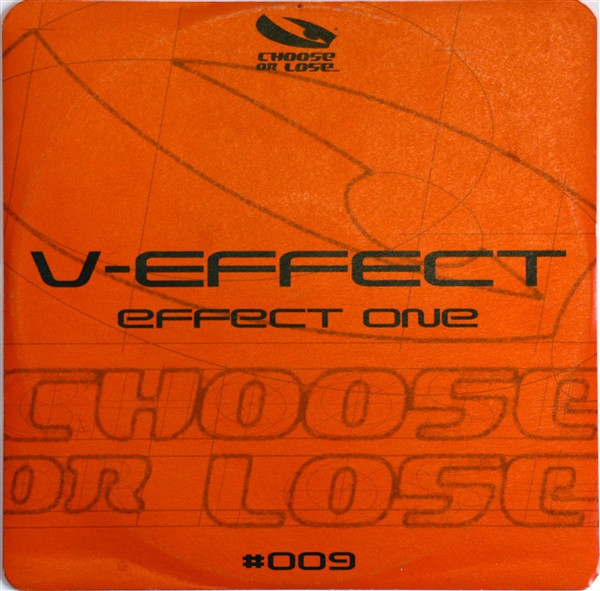 CHOOSE
OR LOSE
V-EFFECT
EFFECT ONE
CHOOSE
OR LOSE
#009